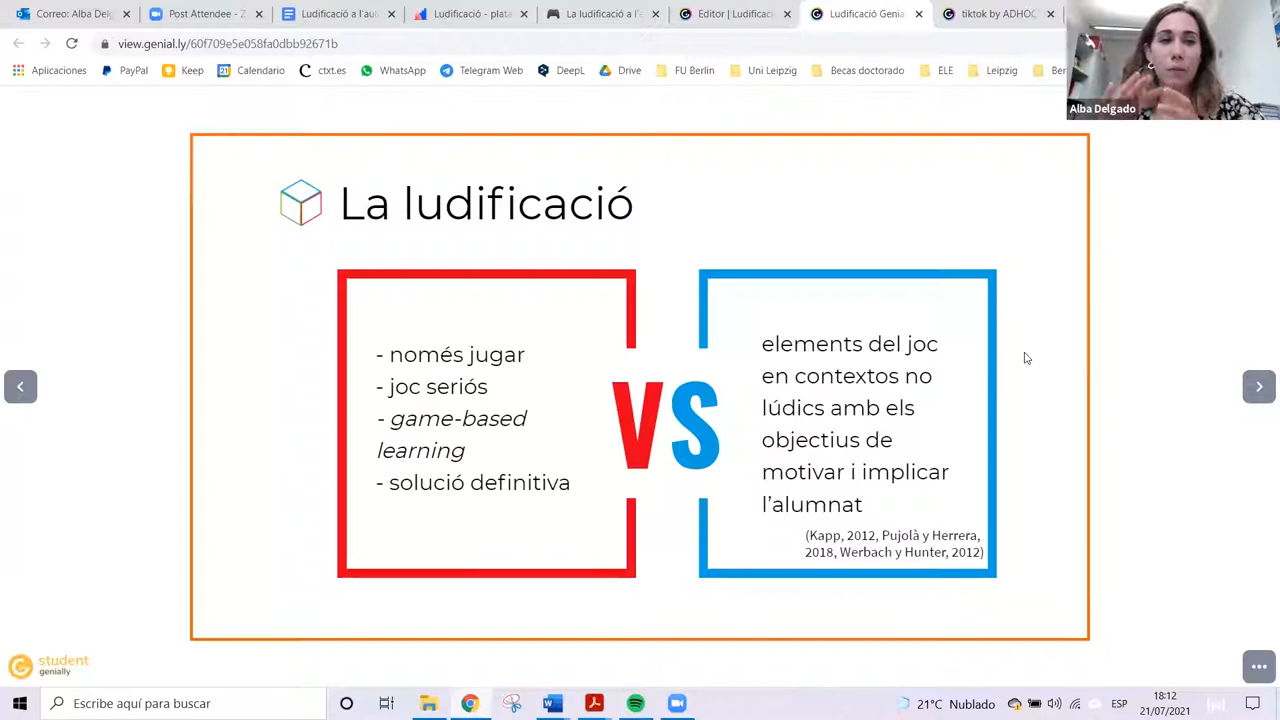 Correo: Alba Delg
Post Attendee - Z
Ludificació a l'au
Ludificació - plata
La ludificació a l'e
Editor | Ludificac
Ludificació Genia
tiktok by ADHOC
view.genial.ly/60f709e5e058fa0dbb92671b
Aplicaciones
PayPal
Keep
Calendario
ctxt.es
WhatsApp
Telegram Web
DeepL
Drive
FU Berlin
Uni Leipzig
Becas doctorado
ELE
Leipzig
Ber
Alba Delgado
La ludificació
- només jugar
- joc seriós
- game-based
learning
- solució definitiva
VS
elements del joc
en contextos no
lúdics amb els
objectius de
motivar i implicar
l'alumnat
(Kapp, 2012, Pujolà y Herrera,
2018, Werbach y Hunter, 2012)
student
genially
Escribe aquí para buscar
21°C Nublado
ESP
18:12
21/07/2021